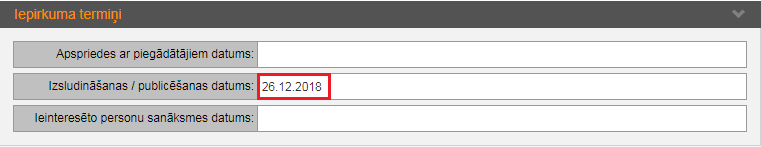 Iepirkuma termiņi
Apspriedes ar piegādātājiem datums:
Izsludināšanas / publicēšanas datums: 26.12.2018
Ieinteresēto personu sanāksmes datums: